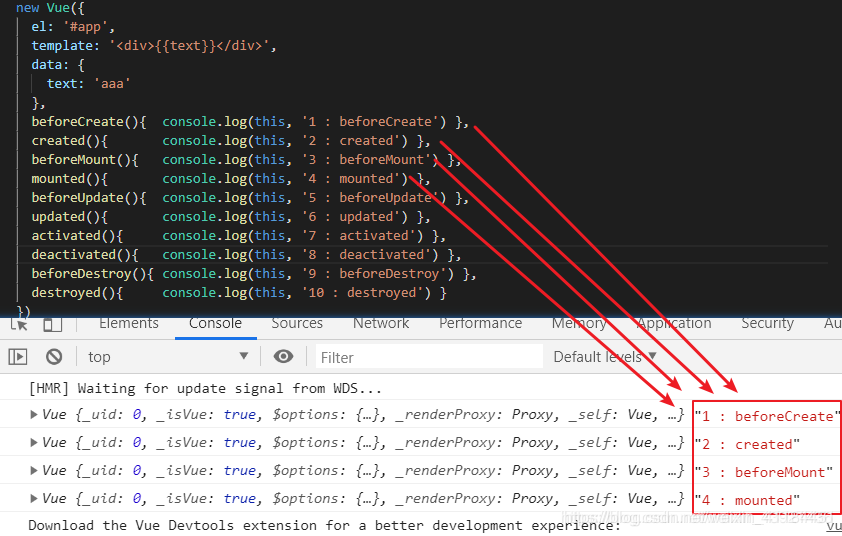 new Vue({
  el: '#app',
  template: '<div>{{text}}</div>',
  data: {
    text: 'aaa'
  },
  beforeCreate(){  console.log(this, '1 : beforeCreate') },
  created(){       console.log(this, '2 : created') },
  beforeMount(){   console.log(this, '3 : beforeMount') },
  mounted(){       console.log(this, '4 : mounted') },
  beforeUpdate(){  console.log(this, '5 : beforeUpdate') },
  updated(){       console.log(this, '6 : updated') },
  activated(){     console.log(this, '7 : activated') },
  deactivated(){   console.log(this, '8 : deactivated') },
  beforeDestroy(){ console.log(this, '9 : beforeDestroy') },
  destroyed(){     console.log(this, '10 : destroyed') }
})
Elements Console Sources Network Performance Memory Application Security Au
top Filter Default levels
[HMR] Waiting for update signal from WDS...
Vue {_uid: 0, _isVue: true, $options: {…}, _renderProxy: Proxy, _self: Vue, …} "1 : beforeCreate"
Vue {_uid: 0, _isVue: true, $options: {…}, _renderProxy: Proxy, _self: Vue, …} "2 : created"
Vue {_uid: 0, _isVue: true, $options: {…}, _renderProxy: Proxy, _self: Vue, …} "3 : beforeMount"
Vue {_uid: 0, _isVue: true, $options: {…}, _renderProxy: Proxy, _self: Vue, …} "4 : mounted"
Download the Vue Devtools extension for a better development experience: vu